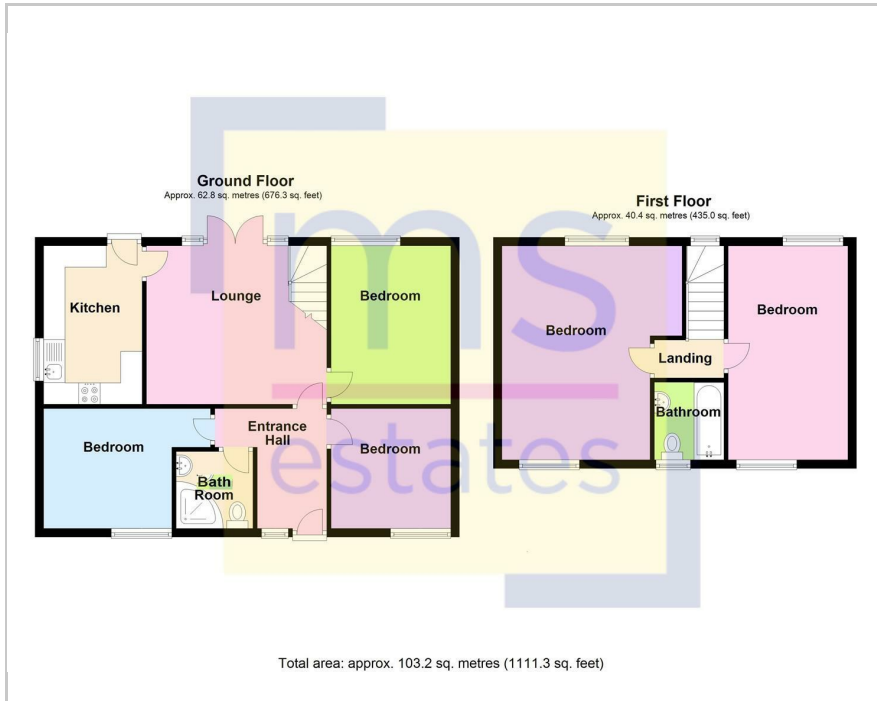 Ground Floor
Approx. 62.8 sq. metres (676.3 sq. feet)
First Floor
Approx. 40.4 sq. metres (435.0 sq. feet)
Kitchen
Lounge
Bedroom
Bedroom
Entrance
Hall
Bedroom
Bath
Room
Bedroom
Landing
Bedroom
Bathroom
ms
estates
Total area: approx. 103.2 sq. metres (1111.3 sq. feet)